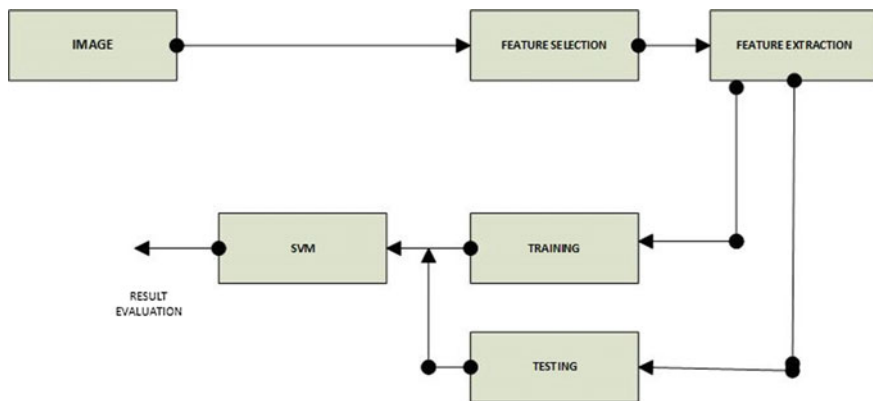 IMAGE
FEATURE SELECTION
FEATURE EXTRACTION
SVM
TRAINING
RESULT
EVALUATION
TESTING